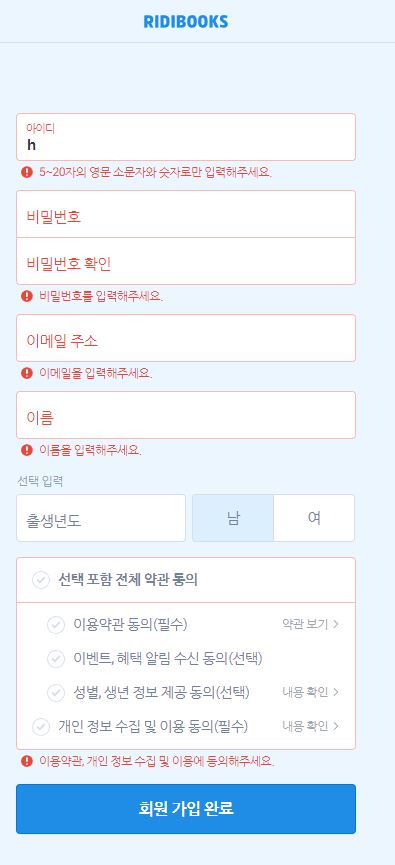 RIDIBOOKS
아이디
h
5~20자의 영문 소문자와 숫자로만 입력해주세요.
비밀번호
비밀번호 확인
비밀번호를 입력해주세요.
이메일 주소
이메일을 입력해주세요.
이름
이름을 입력해주세요.
선택 입력
출생년도 남 여
선택 포함 전체 약관 동의
이용약관 동의(필수) 약관 보기 >
이벤트, 혜택 알림 수신 동의(선택)
성별, 생년 정보 제공 동의(선택) 내용 확인 >
개인 정보 수집 및 이용 동의(필수) 내용 확인 >
이용약관, 개인 정보 수집 및 이용에 동의해주세요.
회원 가입 완료